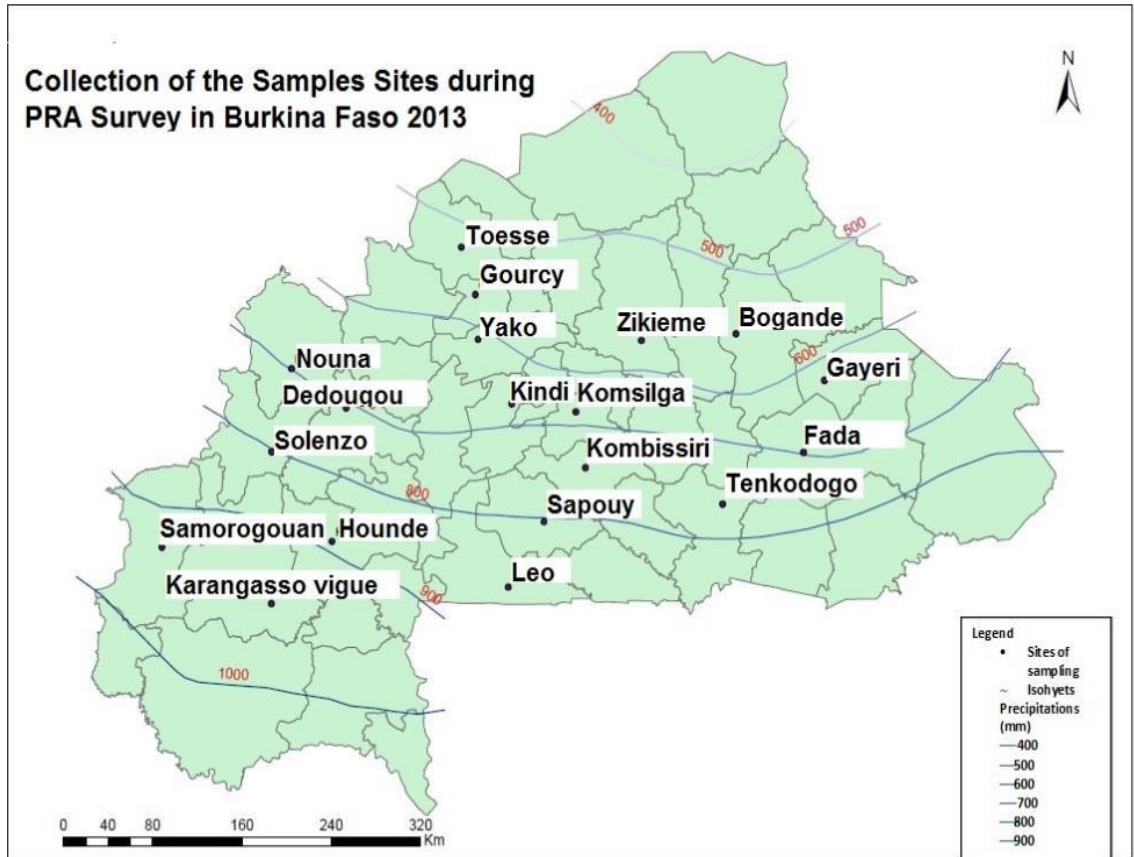 Collection of the Samples Sites during
PRA Survey in Burkina Faso 2013
N
400
500
500
Toesse
Gourcy
Yako
Zikieme
Bogande
600
Gayeri
Nouna
Dedougou
Kindi
Komsilga
Solenzo
Kombissiri
Fada
800
Sapouy
Tenkodogo
Samorogouan
Hounde
Karangasso vigue
Leo
900
1000
Legend
Sites of
sampling
Isohyets
Precipitations
(mm)
400
500
600
700
800
900
0 40 80 160 240 320
Km